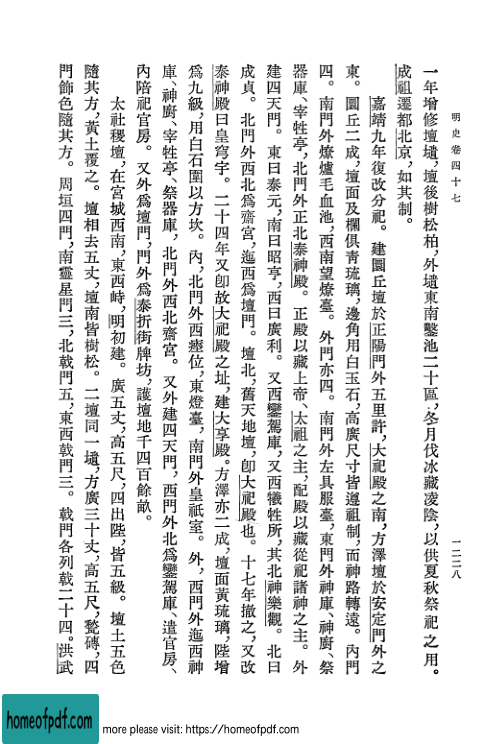 明史卷四十七
一二二八
一年增修壇壝，壇後樹松柏，外壝東南鑿池二十區，冬月伐冰藏凌陰，以供夏秋祭祀之用。
成祖遷都北京，如其制。
嘉靖九年復改分祀。建圜丘壇於正陽門外五里許，大祀殿之南，方澤壇於安定門外之
東。圜丘二成，壇面及欄俱青琉璃，邊角用白玉石，高廣尺寸皆遵祖制，而神路轉遠。內門
四。南門外燎爐毛血池，西南望燎臺。外門亦四。南門外左具服臺，東門外神庫、神廚、祭
器庫、宰牲亭，北門外正北泰神殿。正殿以藏上帝、太祖之主，配殿以藏從祀諸神之主。外
建四天門。東曰泰元，南曰昭亨，西曰廣利。又西鑾駕庫，又西犧牲所，其北神樂觀。北曰
成貞。北門外西北為齋宮，迤西為壇門。壇北，舊天地壇，卽大祀殿也。十七年撤之，又改
泰神殿曰皇穹宇。二十四年又卽故大祀殿之址，建大享殿。方澤亦二成，壇面黃琉璃，陛增
為九級，用白石圍以方坎。內，北門外西瘞位，東燈臺，南門外皇祇室。外，西門外迤西神
庫、神廚、宰牲亭、祭器庫，北門外西北齋宮。又外建四天門，西門外北為鑾駕庫、遣官房、
內陪祀官房。又外為壇門，門外為泰折街牌坊，護壇地千四百餘畝。
太社稷壇，在宮城西南，東西峙，明初建。廣五丈，高五尺，四出陛，皆五級。壇土五色
隨其方，黃土覆之。壇相去五丈，壇南皆樹松。二壇同一壝，方廣三十丈，高五尺，甃磚，四
門飾色隨其方。周垣四門，南靈星門三，北戟門五，東西戟門三。戟門各列戟二十四。洪武
homeofpdf.com
more please visit: https://homeofpdf.com